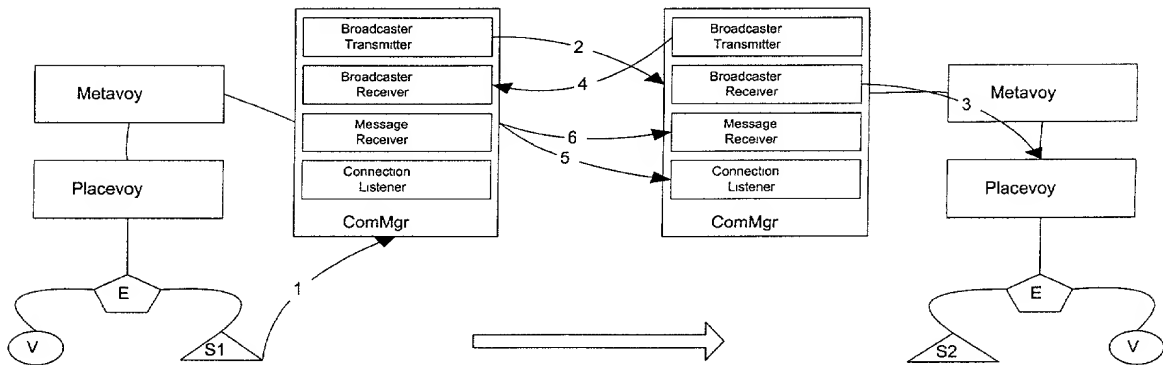 Broadcaster
Transmitter
Broadcaster
Receiver
Message
Receiver
Connection
Listener
ComMgr
Broadcaster
Transmitter
Broadcaster
Receiver
Message
Receiver
Connection
Listener
ComMgr
Metavoy
Placevoy
Metavoy
Placevoy
2
4
3
6
5
1
E
V
S1
E
S2
V